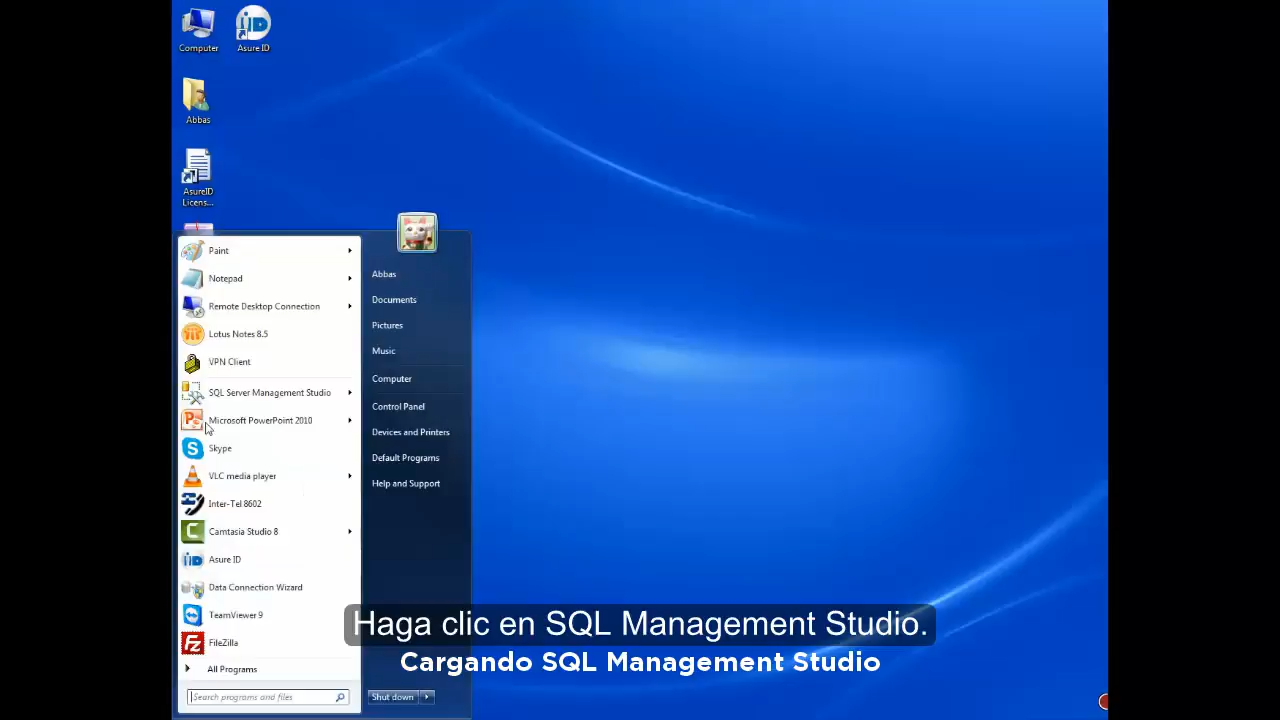 Computer
Asure ID
Abbas
AsureID
Licens...
Paint
Notepad
Remote Desktop Connection
Lotus Notes 8.5
VPN Client
SQL Server Management Studio
Microsoft PowerPoint 2010
Skype
VLC media player
Inter-Tel 8602
Camtasia Studio 8
Asure ID
Data Connection Wizard
TeamViewer 9
FileZilla
All Programs
Search programs and files
Abbas
Documents
Pictures
Music
Computer
Control Panel
Devices and Printers
Default Programs
Help and Support
Shut down
Haga clic en SQL Management Studio.
Cargando SQL Management Studio